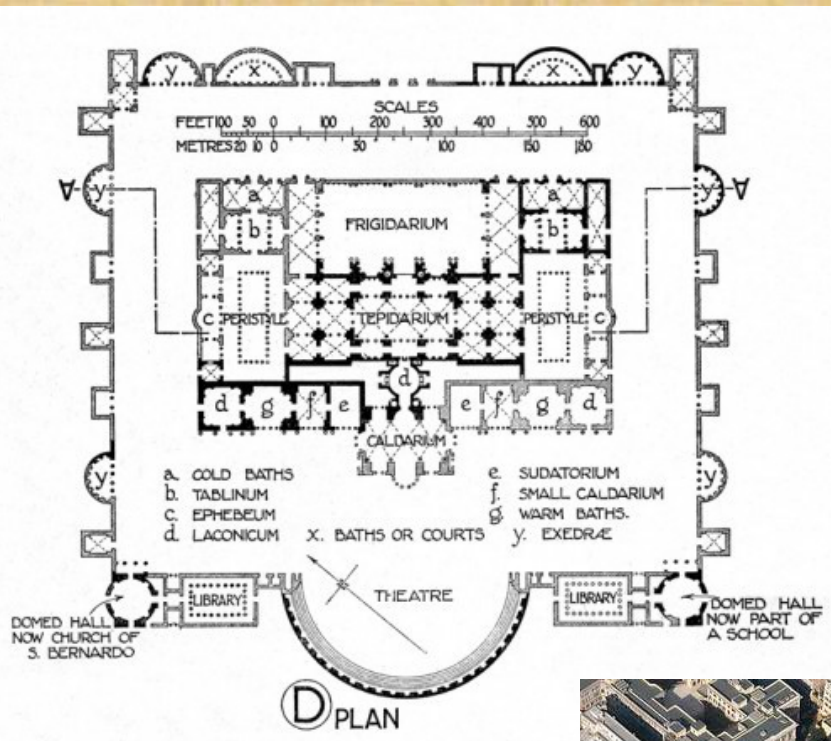 y x x y
SCALES
FEET 100 50 0 100 200 300 400 500 600
METRES 20 10 0 50 100 150 180
A y a a y A
b FRIGIDARIUM b
c PERISTYLE TEPIDARIUM PERISTYLE c
d
d g f e e f g d
CALDARIUM
a. COLD BATHS
b. TABLINUM
c. EPHEBEUM
d. LACONICUM
x. BATHS OR COURTS
e. SUDATORIUM
f. SMALL CALDARIUM
g. WARM BATHS.
y. EXEDRÆ
y y
LIBRARY THEATRE LIBRARY
DOMED HALL
NOW CHURCH OF
S. BERNARDO
DOMED HALL
NOW PART OF
A SCHOOL
D PLAN